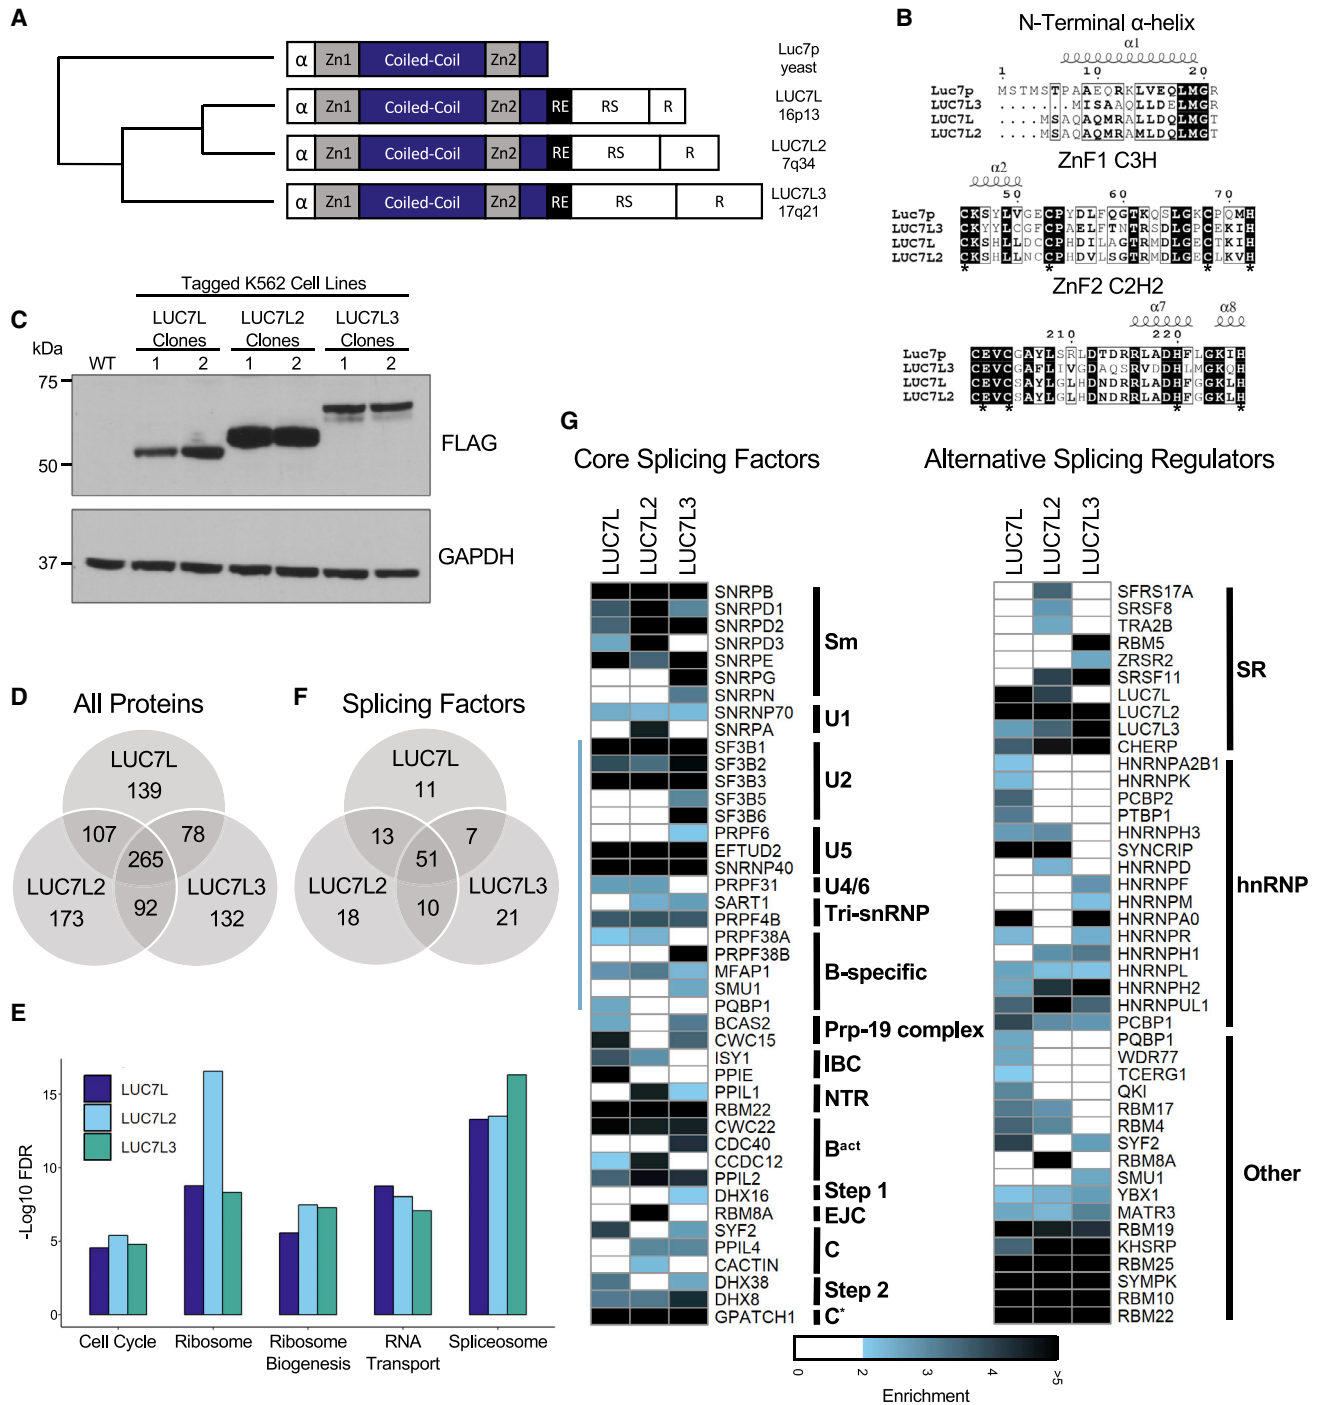 A
α Zn1 Coiled-Coil Zn2
Luc7p
yeast
α Zn1 Coiled-Coil Zn2 RE RS R
LUC7L
16p13
α Zn1 Coiled-Coil Zn2 RE RS R
LUC7L2
7q34
α Zn1 Coiled-Coil Zn2 RE RS R
LUC7L3
17q21
B
N-Terminal α-helix
α1
1 10 20
Luc7p MSTMSTPAAEQRKLVEQLMGR
LUC7L3 .......MISAAQLLDELMGR
LUC7L ....MSAQAQMRALLDQLMGT
LUC7L2 ....MSAQAQMRAMLDQLMGT
ZnF1 C3H
α2
50 60 70
Luc7p CKSYLVGECPYDLFQGTKQSLGKCPQMH
LUC7L3 CKYYLCGFCPAELFTNTRSDLGPCEKIH
LUC7L CKSHLLDCCPHDILAGTRMDLGECTKIH
LUC7L2 CKSHLLNCCPHDVLSGTRMDLGECLKVH
* * * *
ZnF2 C2H2
α7 α8
210 220
Luc7p CEVCGAYLSRLDTDRRLADHFLGKIH
LUC7L3 CEVCGAFLIVGDAQSRVDDHLMGKQH
LUC7L CEVCSAYLGLHDNDRRLADHFGGKLH
LUC7L2 CEVCSAYLGLHDNDRRLADHFGGKLH
* * * *
C
Tagged K562 Cell Lines
LUC7L Clones
LUC7L2 Clones
LUC7L3 Clones
kDa WT 1 2 1 2 1 2
75
50
FLAG
37
GAPDH
D
All Proteins
LUC7L
139
107 78
265
LUC7L2
173
LUC7L3
132
92
F
Splicing Factors
LUC7L
11
13 7
51
LUC7L2
18
LUC7L3
21
10
E
-Log10 FDR
15
10
5
0
LUC7L
LUC7L2
LUC7L3
Cell Cycle
Ribosome
Ribosome Biogenesis
RNA Transport
Spliceosome
G
Core Splicing Factors
LUC7L LUC7L2 LUC7L3
SNRPB
SNRPD1
SNRPD2
SNRPD3
SNRPE
SNRPG
SNRPN
SNRNP70
SNRPA
SF3B1
SF3B2
SF3B3
SF3B5
SF3B6
PRPF6
EFTUD2
SNRNP40
PRPF31
SART1
PRPF4B
PRPF38A
PRPF38B
MFAP1
SMU1
PQBP1
BCAS2
CWC15
ISY1
PPIE
PPIL1
RBM22
CWC22
CDC40
CCDC12
PPIL2
DHX16
RBM8A
SYF2
PPIL4
CACTIN
DHX38
DHX8
GPATCH1
Sm
U1
U2
U5
U4/6
Tri-snRNP
B-specific
Prp-19 complex
IBC
NTR
Bact
Step 1
EJC
C
Step 2
C*
Alternative Splicing Regulators
LUC7L LUC7L2 LUC7L3
SFRS17A
SRSF8
TRA2B
RBM5
ZRSR2
SRSF11
LUC7L
LUC7L2
LUC7L3
CHERP
HNRNPA2B1
HNRNPK
PCBP2
PTBP1
HNRNPH3
SYNCRIP
HNRNPD
HNRNPF
HNRNPM
HNRNPA0
HNRNPR
HNRNPH1
HNRNPL
HNRNPH2
HNRNPUL1
PCBP1
PQBP1
WDR77
TCERG1
QKI
RBM17
RBM4
SYF2
RBM8A
SMU1
YBX1
MATR3
RBM19
KHSRP
RBM25
SYMPK
RBM10
RBM22
SR
hnRNP
Other
0 2 3 4 >5
Enrichment